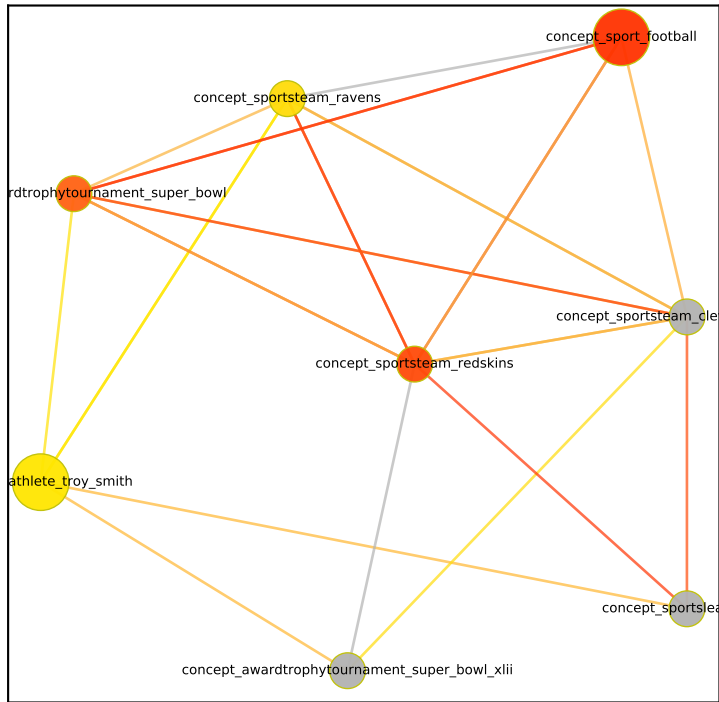 concept_sport_football
concept_sportsteam_ravens
rdtrophytournament_super_bowl
concept_sportsteam_cle
concept_sportsteam_redskins
athlete_troy_smith
concept_sportslea
concept_awardtrophytournament_super_bowl_xlii